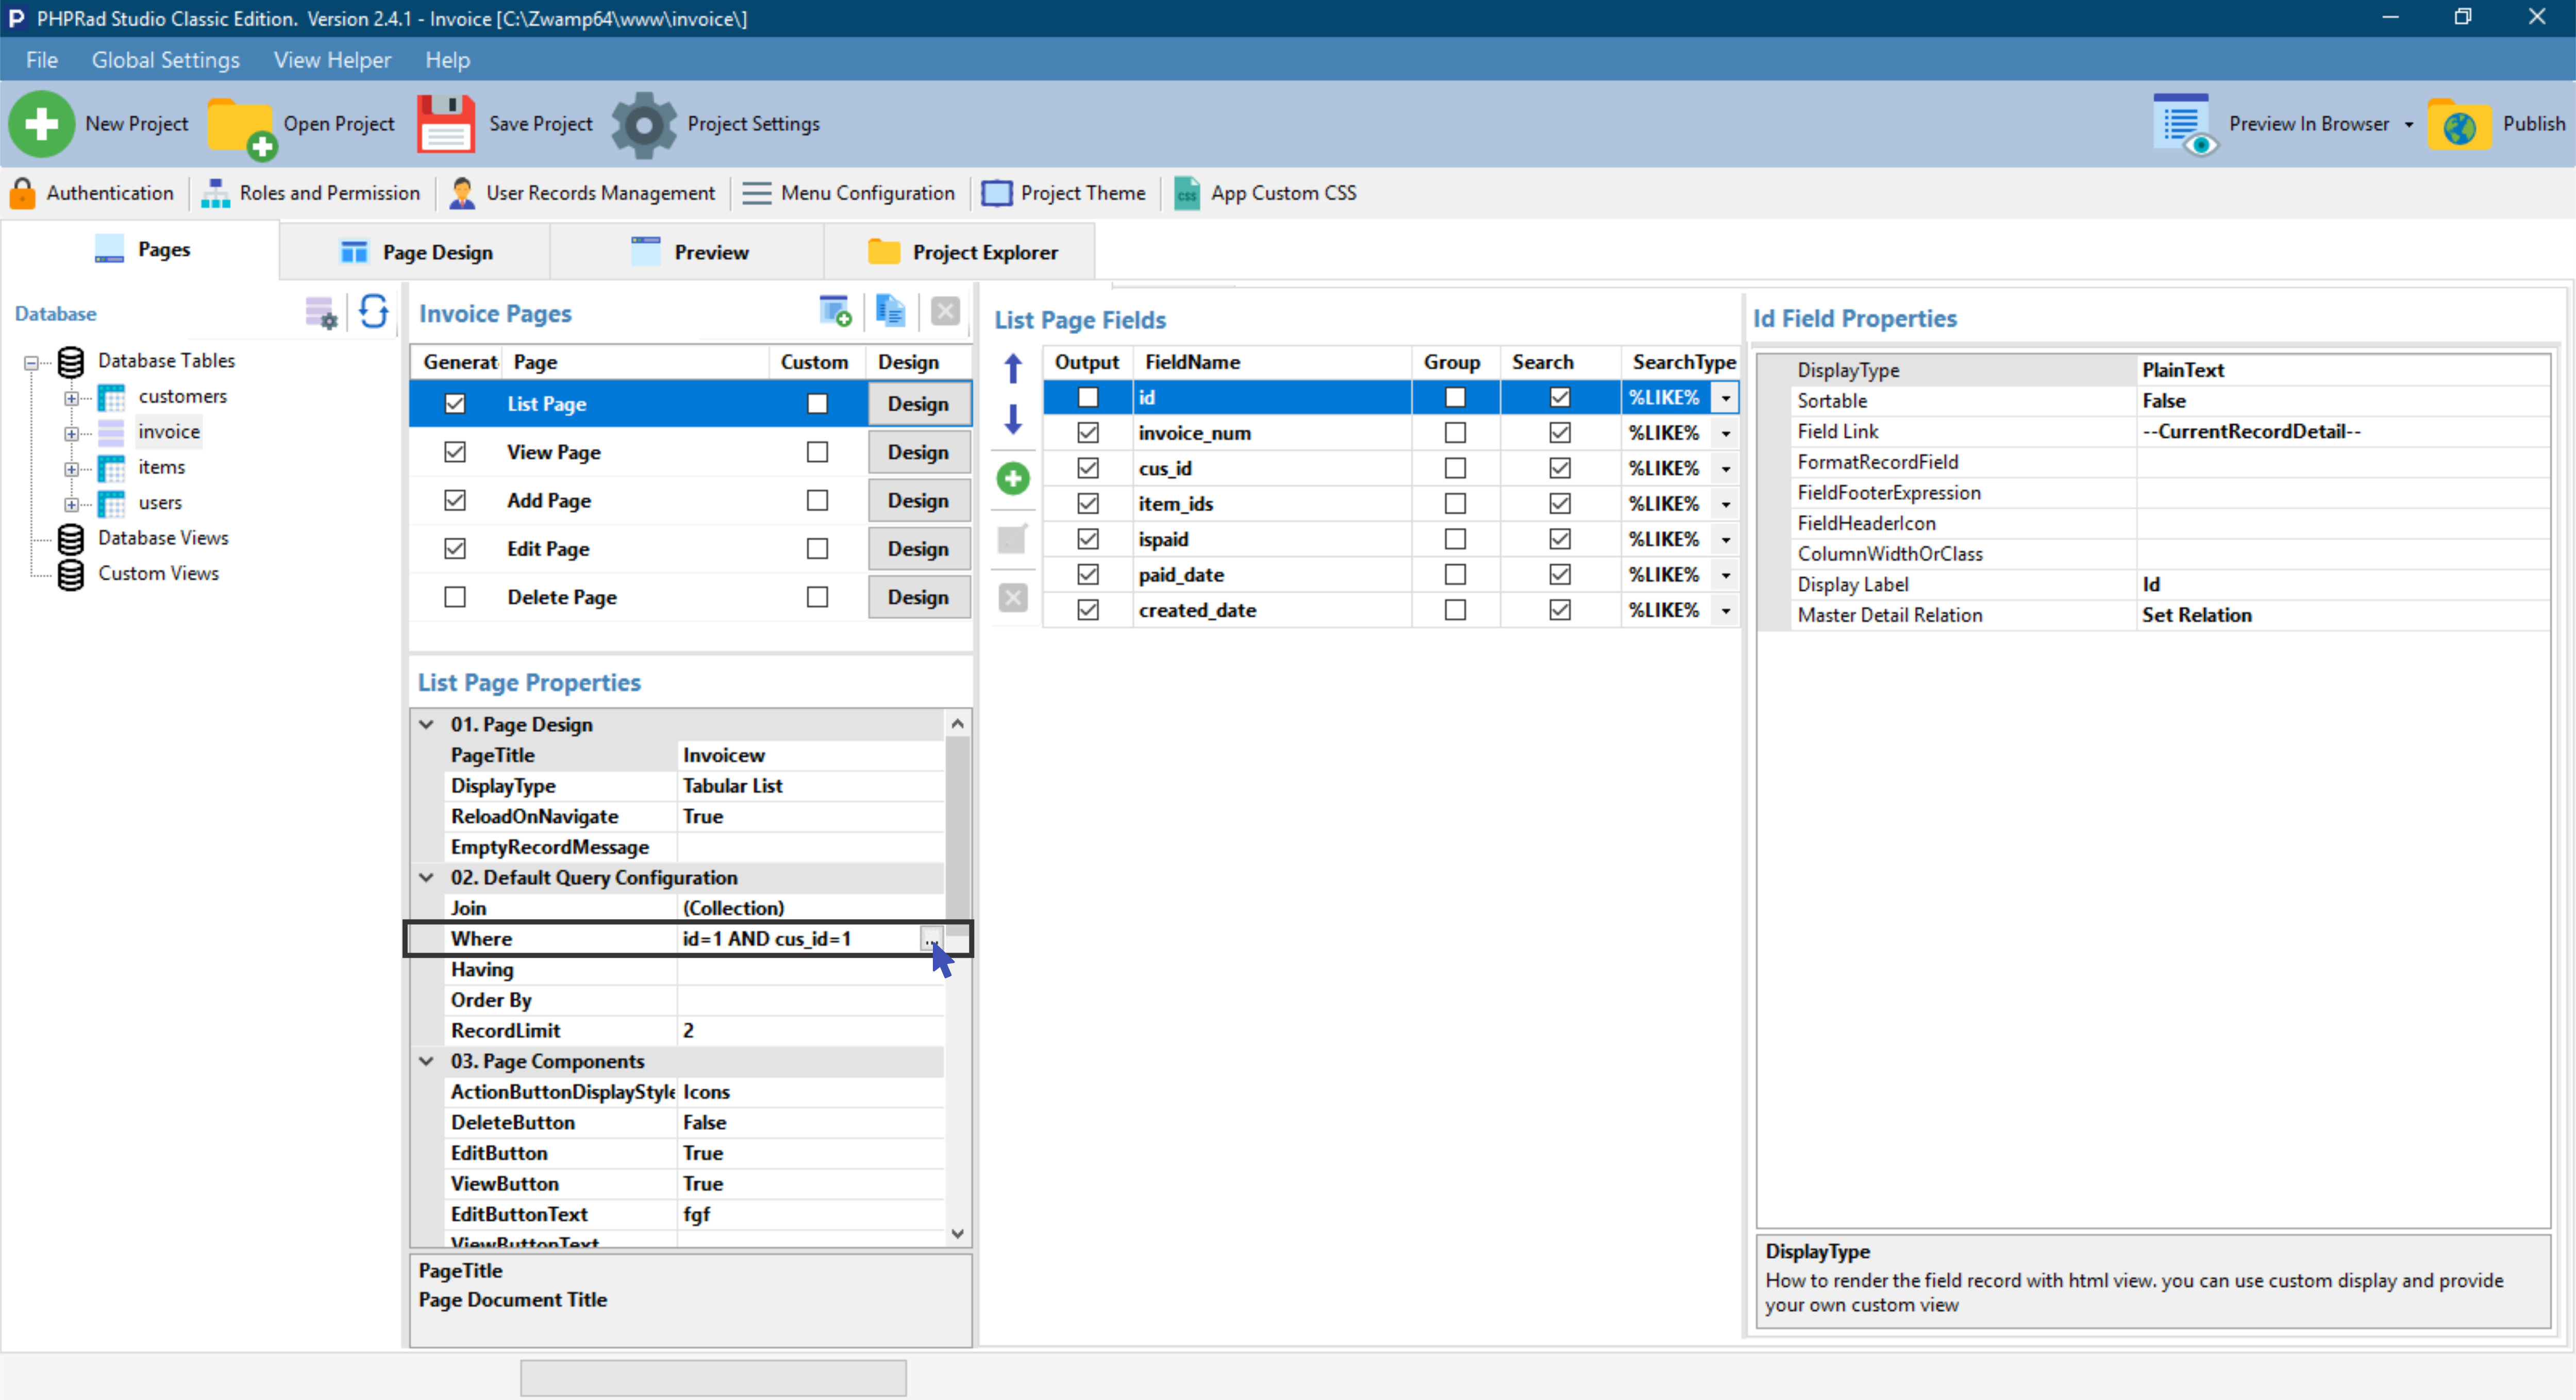 PHPRad Studio Classic Edition. Version 2.4.1 - Invoice [C:\Zwamp64\www\invoice\]
File Global Settings View Helper Help
New Project Open Project Save Project Project Settings Preview In Browser Publish
Authentication Roles and Permission User Records Management Menu Configuration Project Theme css App Custom CSS
Pages Page Design Preview Project Explorer
Database
Database Tables
customers
invoice
items
users
Database Views
Custom Views
Invoice Pages
Generat Page Custom Design
List Page Design
View Page Design
Add Page Design
Edit Page Design
Delete Page Design
List Page Properties
01. Page Design
PageTitle Invoicew
DisplayType Tabular List
ReloadOnNavigate True
EmptyRecordMessage
02. Default Query Configuration
Join (Collection)
Where id=1 AND cus_id=1 ...
Having
Order By
RecordLimit 2
03. Page Components
ActionButtonDisplayStyle Icons
DeleteButton False
EditButton True
ViewButton True
EditButtonText fgf
ViewButtonText
PageTitle
Page Document Title
List Page Fields
Output FieldName Group Search SearchType
id %LIKE%
invoice_num %LIKE%
cus_id %LIKE%
item_ids %LIKE%
ispaid %LIKE%
paid_date %LIKE%
created_date %LIKE%
Id Field Properties
DisplayType PlainText
Sortable False
Field Link --CurrentRecordDetail--
FormatRecordField
FieldFooterExpression
FieldHeaderIcon
ColumnWidthOrClass
Display Label Id
Master Detail Relation Set Relation
DisplayType
How to render the field record with html view. you can use custom display and provide
your own custom view